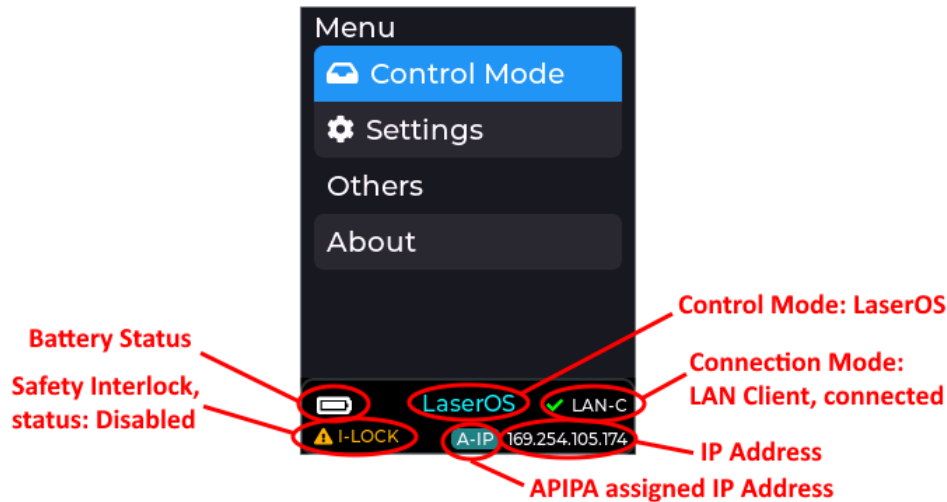 Menu
Control Mode
Settings
Others
About
Control Mode: LaserOS
Battery Status
Connection Mode:
LAN Client, connected
Safety Interlock,
status: Disabled
LaserOS
LAN-C
I-LOCK
A-IP
169.254.105.174
IP Address
APIPA assigned IP Address